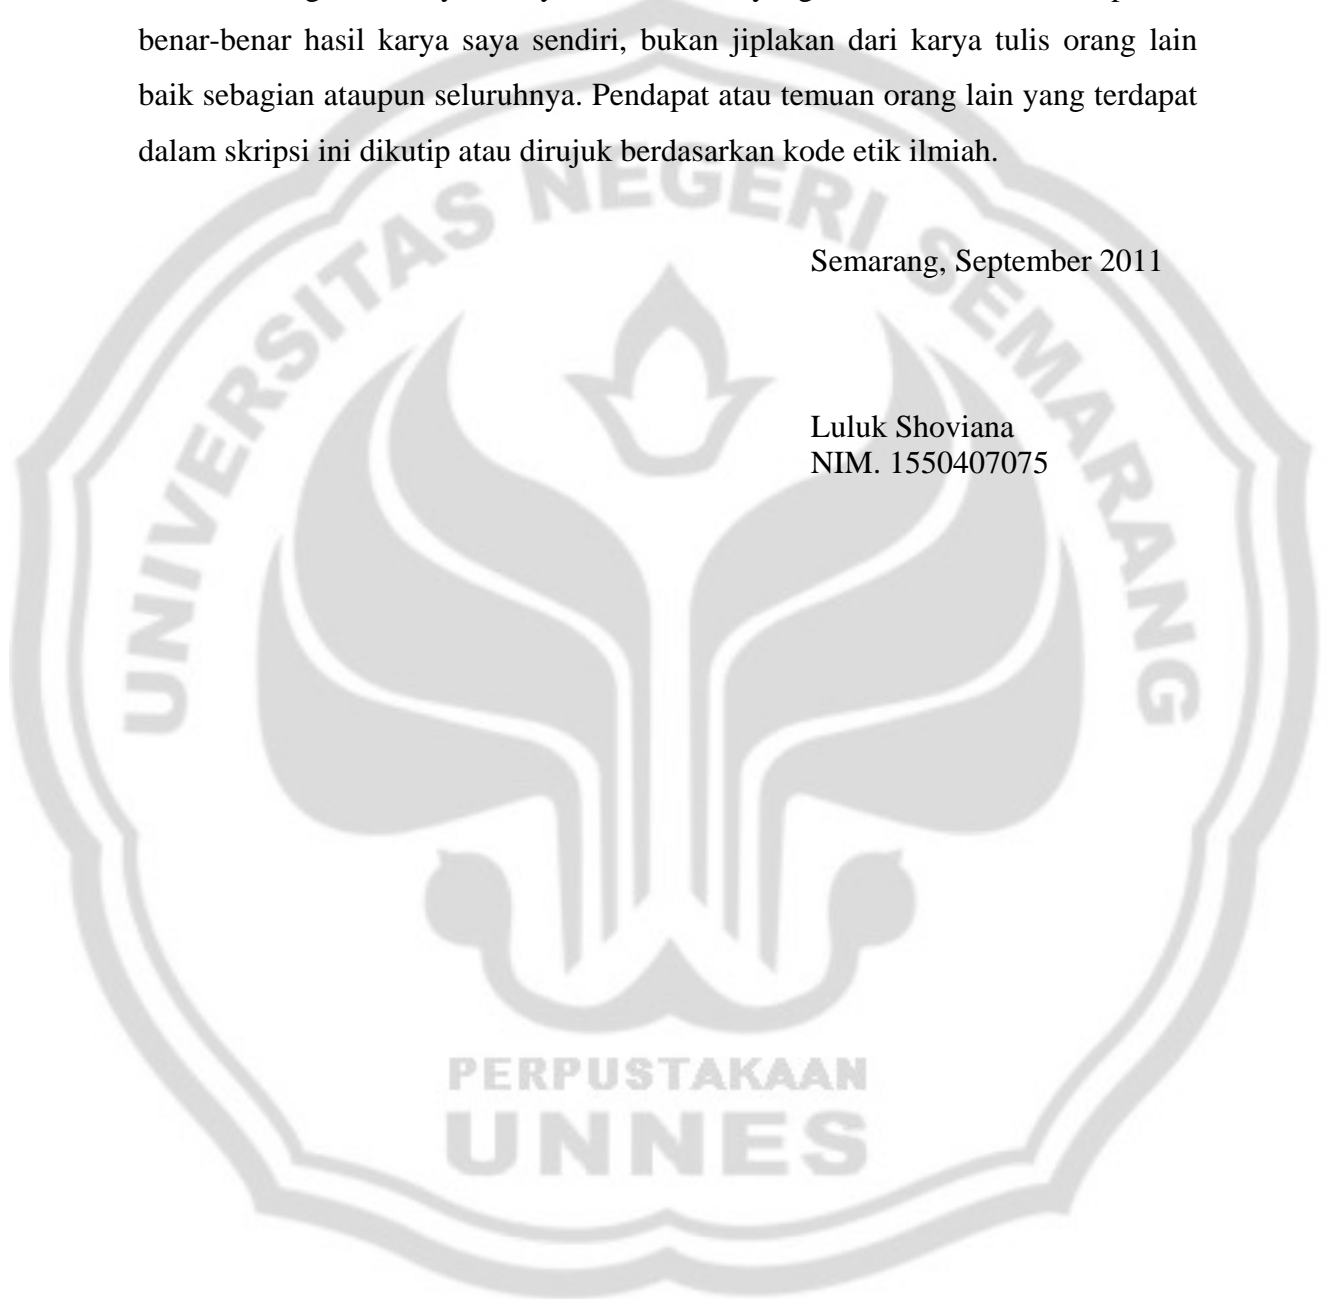 benar-benar hasil karya saya sendiri, bukan jiplakan dari karya tulis orang lain
baik sebagian ataupun seluruhnya. Pendapat atau temuan orang lain yang terdapat
dalam skripsi ini dikutip atau dirujuk berdasarkan kode etik ilmiah.
UNIVERSITAS NEGERI SEMARANG
Semarang, September 2011
Luluk Shoviana
NIM. 1550407075
PERPUSTAKAAN
UNNES